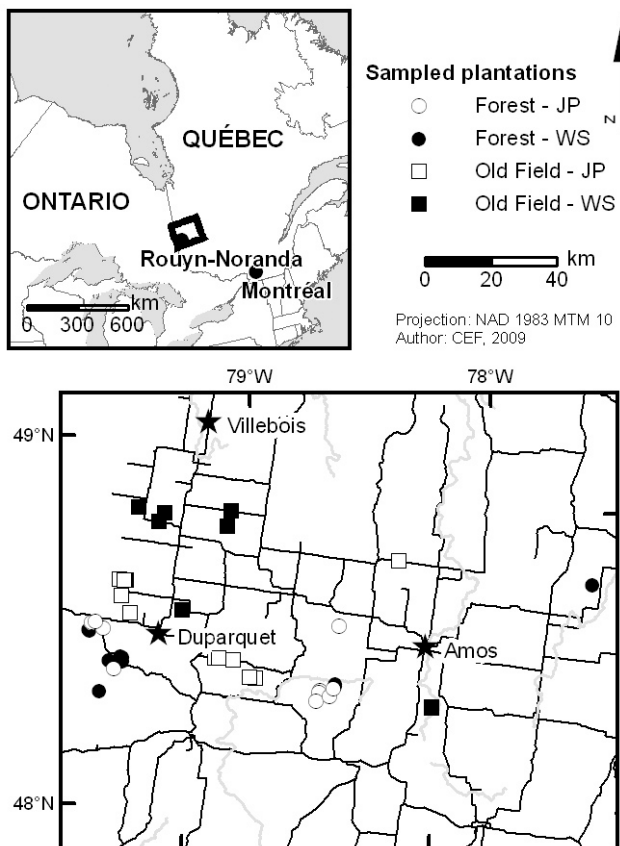 QUÉBEC
ONTARIO
Rouyn-Noranda
Montréal
km
0 300 600
Sampled plantations
Forest - JP
Forest - WS
Old Field - JP
Old Field - WS
Z
km
0 20 40
Projection: NAD 1983 MTM 10
Author: CEF, 2009
79°W 78°W
49°N
Villebois
Duparquet
Amos
48°N